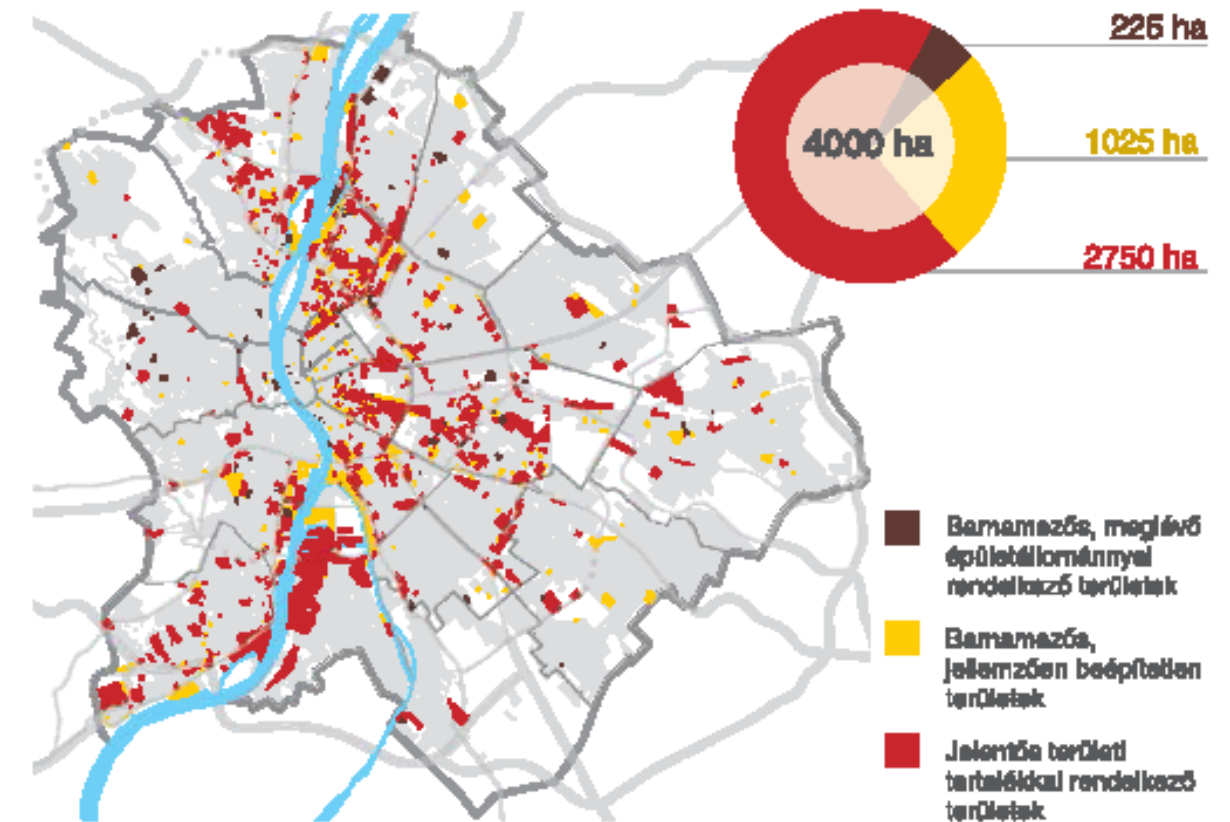 225 ha
4000 ha
1025 ha
2750 ha
Barnamezős, meglévő
épületállománnyal
rendelkező területek
Barnamezős,
jellemzően beépítetlen
területek
Jelentős területi
tartalékkal rendelkező
területek